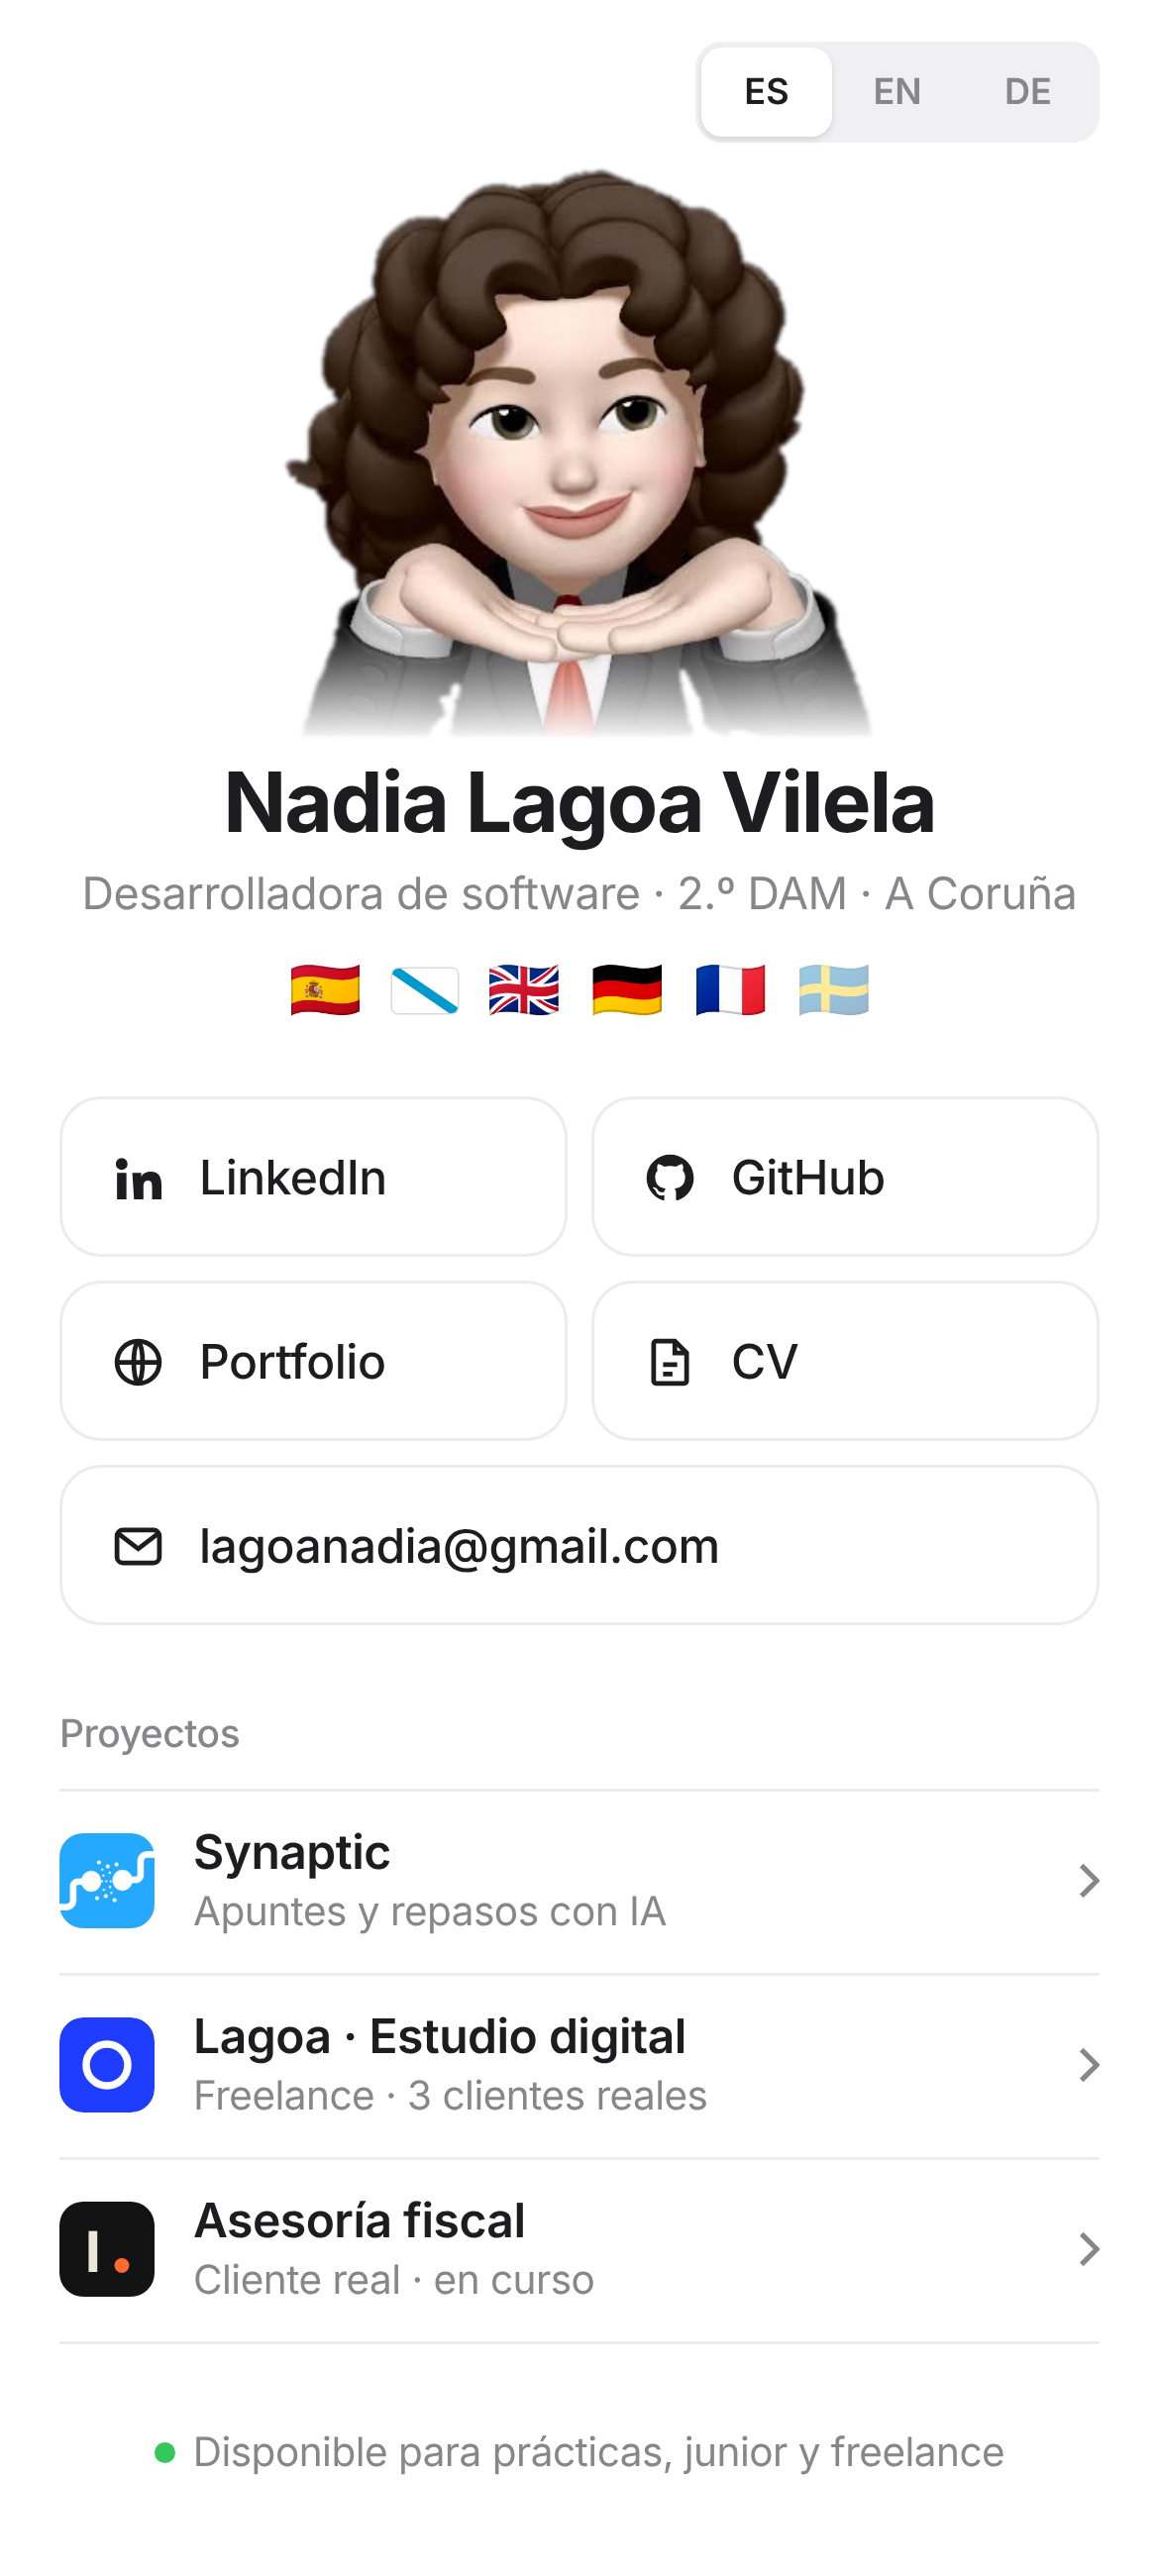 ES EN DE
Nadia Lagoa Vilela
Desarrolladora de software · 2.º DAM · A Coruña
LinkedIn
GitHub
Portfolio
CV
lagoanadia@gmail.com
Proyectos
Synaptic
Apuntes y repasos con IA
Lagoa · Estudio digital
Freelance · 3 clientes reales
Asesoría fiscal
Cliente real · en curso
Disponible para prácticas, junior y freelance